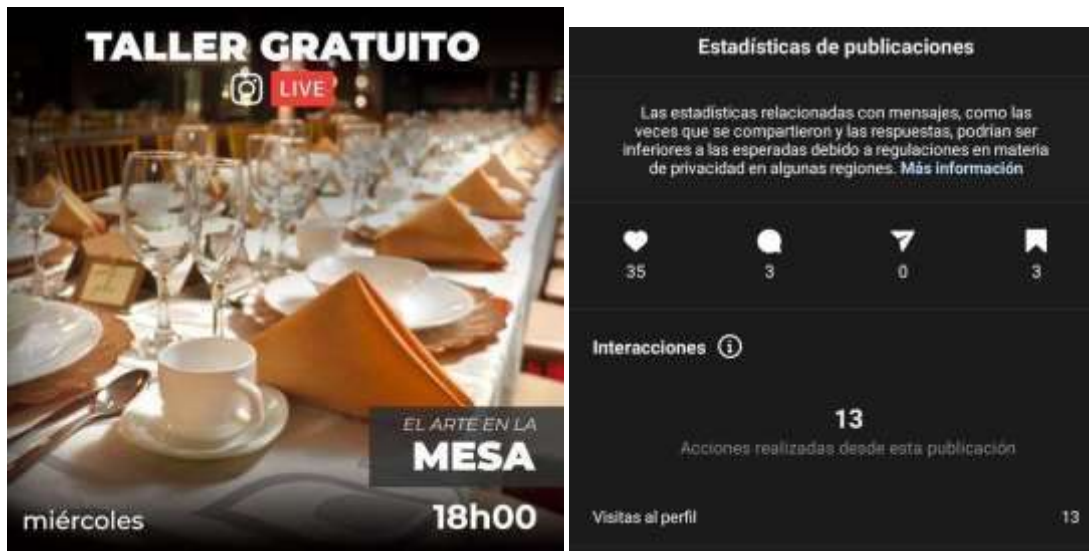 TALLER GRATUITO
LIVE
EL ARTE EN LA
MESA
miércoles
18h00
Estadísticas de publicaciones
Las estadísticas relacionadas con mensajes, como las
veces que se compartieron y las respuestas, podrían ser
inferiores a las esperadas debido a regulaciones en materia
de privacidad en algunas regiones. Más información
35 3 0 3
Interacciones
13
Acciones realizadas desde esta publicación
Visitas al perfil 13